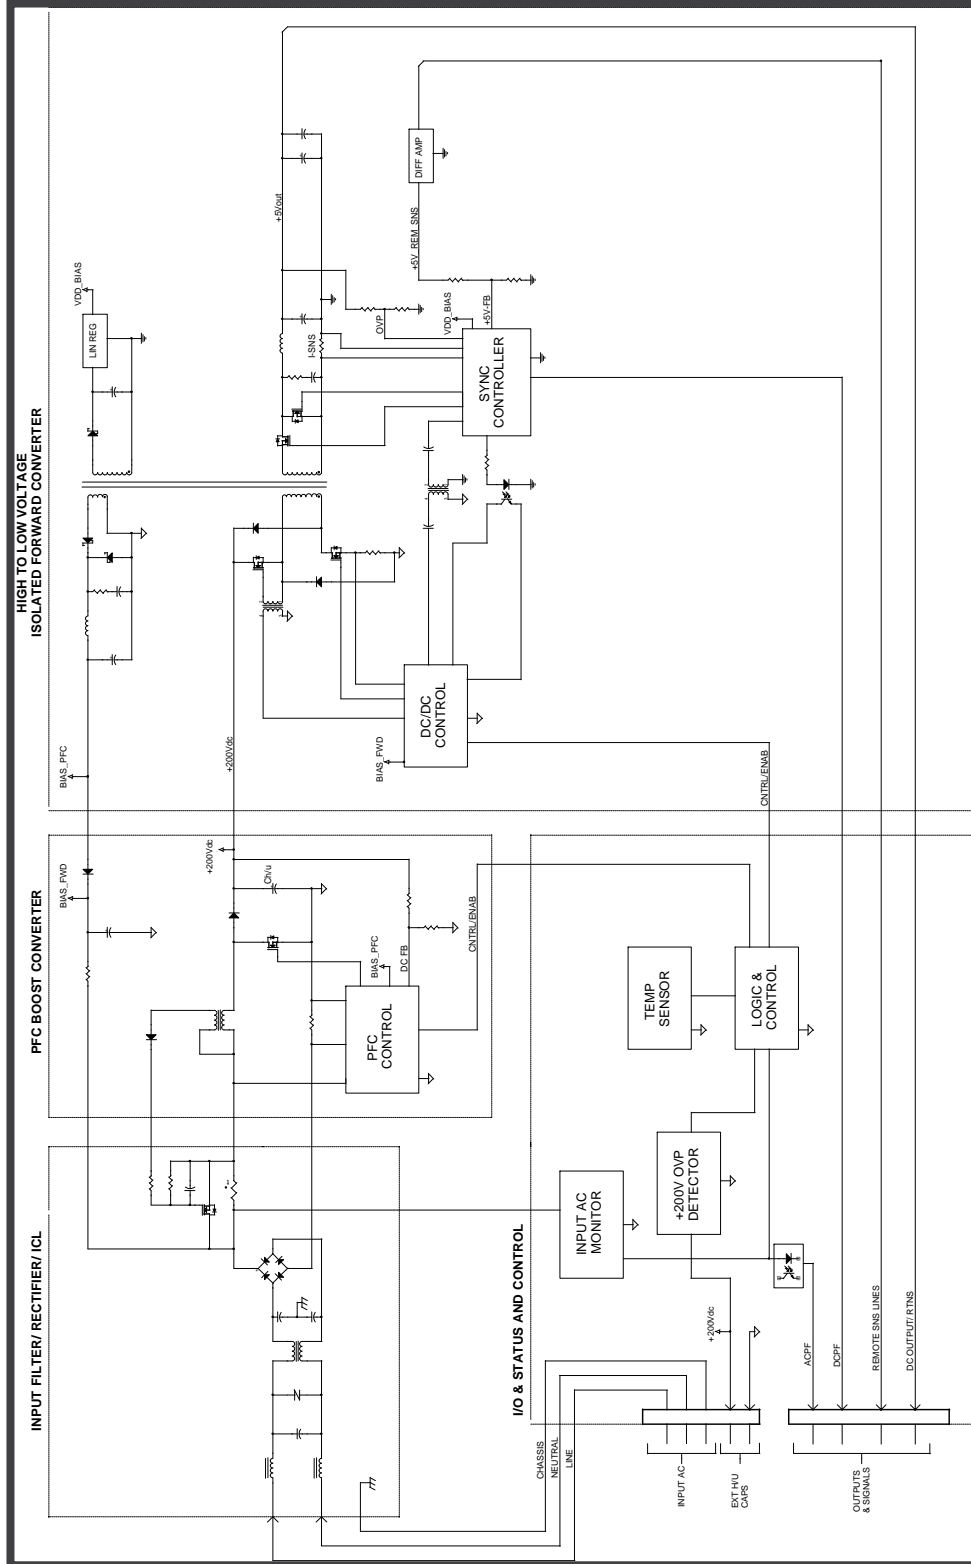 INPUT FILTER/ RECTIFIER/ ICL
PFC BOOST CONVERTER
HIGH TO LOW VOLTAGE
ISOLATED FORWARD CONVERTER
BIAS_FWD
BIAS_PFC
VDD_BIAS
LIN REG
+200Vdc
+200Vdc
+5Vout
Ch/u
I-SNS
OVP
BIAS_PFC
DC FB
PFC
CONTROL
BIAS_FWD
DC/DC
CONTROL
VDD_BIAS
+5V-FB
SYNC
CONTROLLER
+5V_REM_SNS
DIFF AMP
CNTRL/ENAB
I/O & STATUS AND CONTROL
CHASSIS
NEUTRAL
LINE
INPUT AC
MONITOR
+200V OVP
DETECTOR
TEMP
SENSOR
LOGIC &
CONTROL
CNTRL/ENAB
+200Vdc
INPUT AC
EXT H/U
CAPS
ACPF
DCPF
REMOTE SNS LINES
DC OUTPUT/ RTNS
OUTPUTS
& SIGNALS